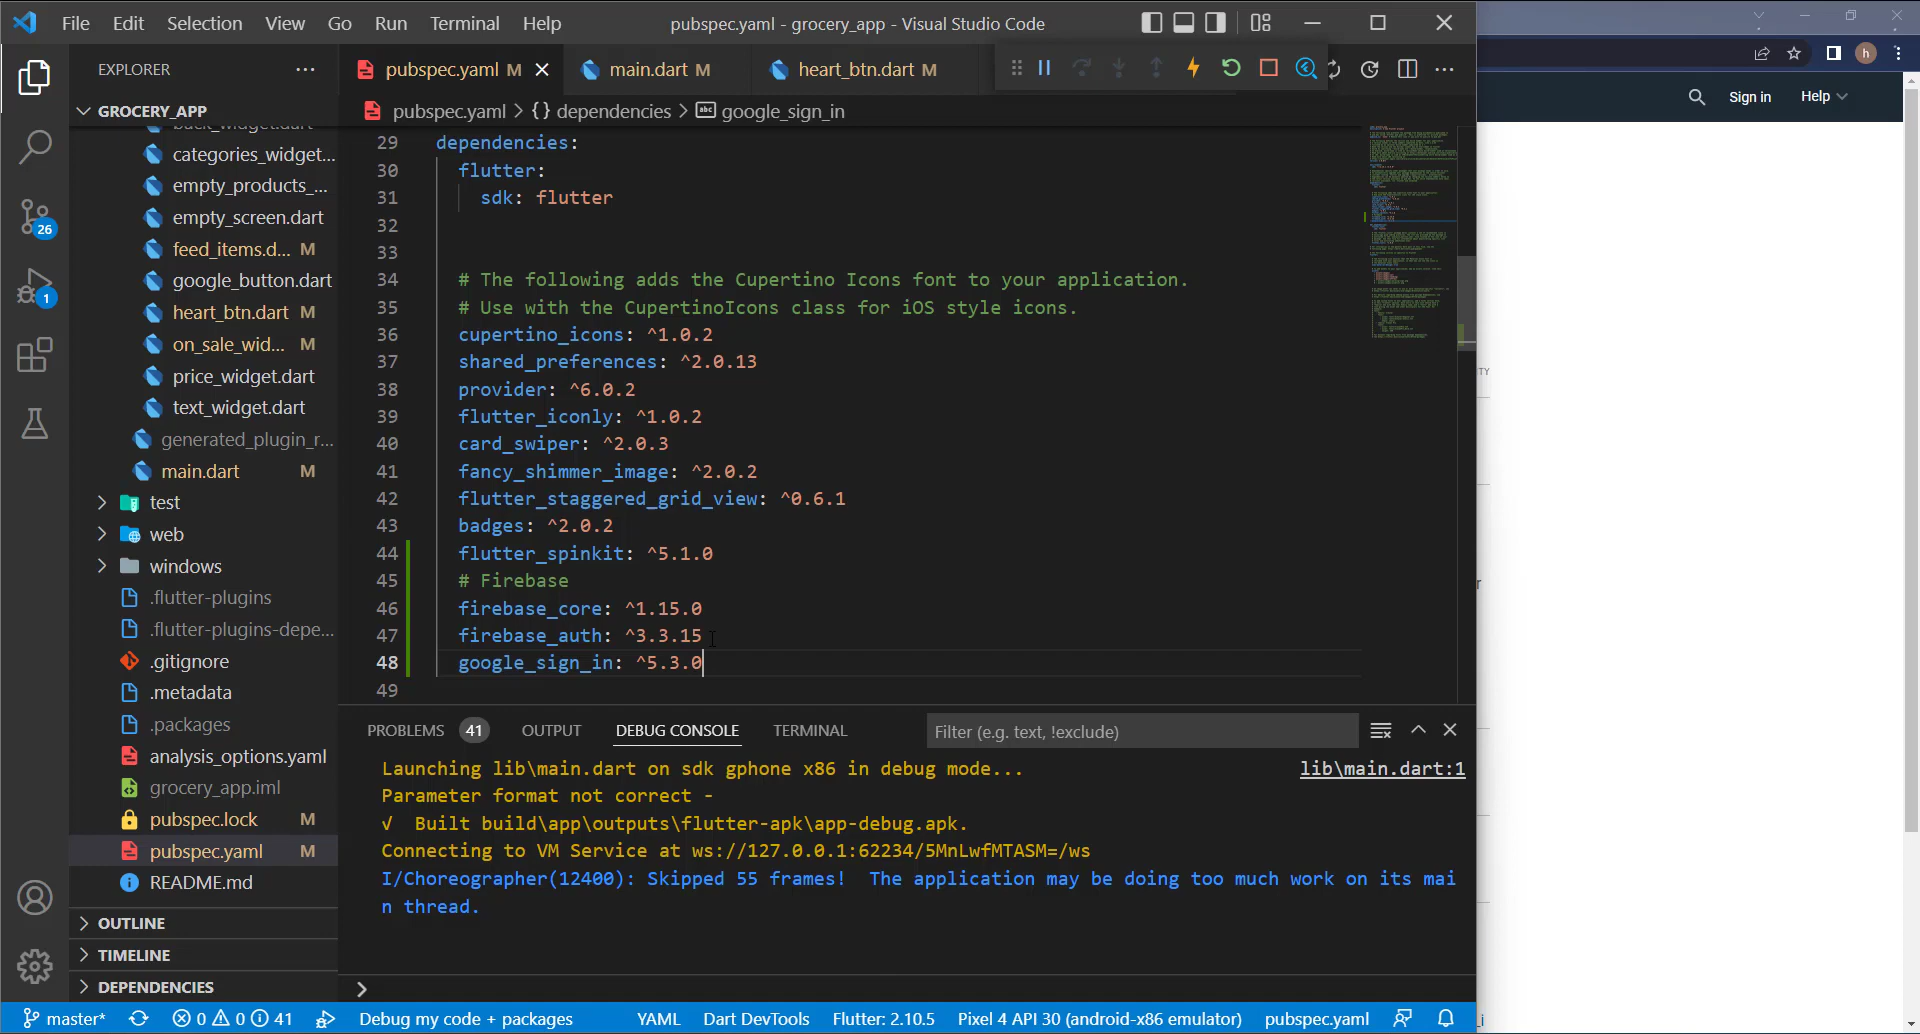 File Edit Selection View Go Run Terminal Help
pubspec.yaml - grocery_app - Visual Studio Code
EXPLORER
pubspec.yaml M
main.dart M
heart_btn.dart M
GROCERY_APP
pubspec.yaml > {} dependencies > abc google_sign_in
h
Sign in
Help
back_widget.dart
categories_widget...
empty_products_...
empty_screen.dart
feed_items.d... M
google_button.dart
heart_btn.dart M
on_sale_wid... M
price_widget.dart
text_widget.dart
generated_plugin_r...
main.dart M
test
web
windows
.flutter-plugins
.flutter-plugins-depe...
.gitignore
.metadata
.packages
analysis_options.yaml
grocery_app.iml
pubspec.lock M
pubspec.yaml M
README.md
OUTLINE
TIMELINE
DEPENDENCIES
26
1
29 dependencies:
30 flutter:
31 sdk: flutter
32
33
34 # The following adds the Cupertino Icons font to your application.
35 # Use with the CupertinoIcons class for iOS style icons.
36 cupertino_icons: ^1.0.2
37 shared_preferences: ^2.0.13
38 provider: ^6.0.2
39 flutter_iconly: ^1.0.2
40 card_swiper: ^2.0.3
41 fancy_shimmer_image: ^2.0.2
42 flutter_staggered_grid_view: ^0.6.1
43 badges: ^2.0.2
44 flutter_spinkit: ^5.1.0
45 # Firebase
46 firebase_core: ^1.15.0
47 firebase_auth: ^3.3.15
48 google_sign_in: ^5.3.0
49
PROBLEMS 41 OUTPUT DEBUG CONSOLE TERMINAL
Filter (e.g. text, !exclude)
Launching lib\main.dart on sdk gphone x86 in debug mode...
lib\main.dart:1
Parameter format not correct -
√ Built build\app\outputs\flutter-apk\app-debug.apk.
Connecting to VM Service at ws://127.0.0.1:62234/5MnLwfMTASM=/ws
I/Choreographer(12400): Skipped 55 frames! The application may be doing too much work on its mai
n thread.
master* 0 0 41 Debug my code + packages YAML Dart DevTools Flutter: 2.10.5 Pixel 4 API 30 (android-x86 emulator) pubspec.yaml